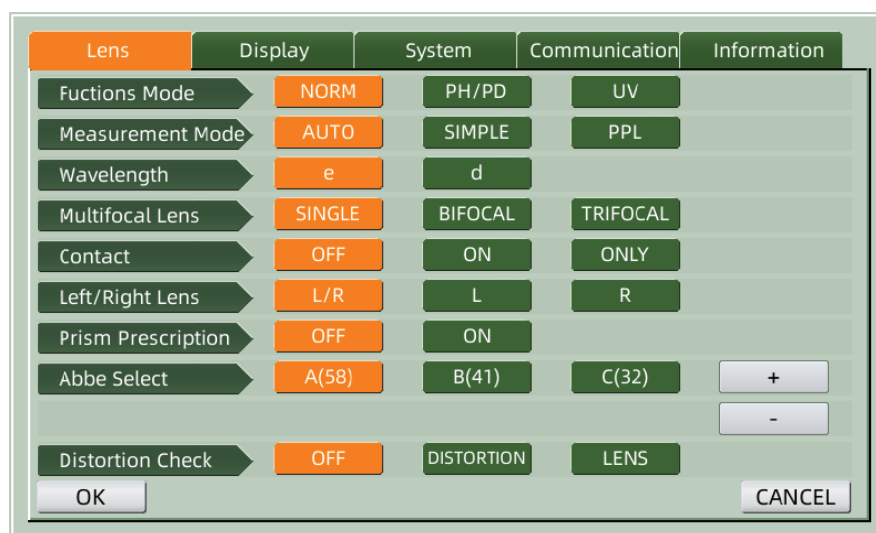 Lens Display System Communication Information
Fuctions Mode NORM PH/PD UV
Measurement Mode AUTO SIMPLE PPL
Wavelength e d
Multifocal Lens SINGLE BIFOCAL TRIFOCAL
Contact OFF ON ONLY
Left/Right Lens L/R L R
Prism Prescription OFF ON
Abbe Select A(58) B(41) C(32) +
-
Distortion Check OFF DISTORTION LENS
OK CANCEL